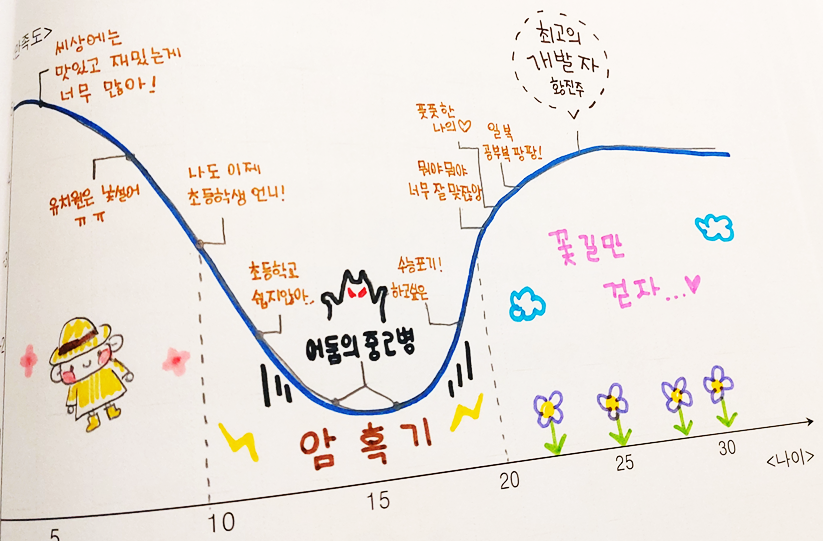 족도>
세상에는
맛있고 재밌는게
너무 많아!
유치원은 낯설어
ㅠㅠ
나도 이제
초등학생 언니!
초등학교
쉽지않아..
어둠의 중2병
암흑기
수능포기!
하고싶은
뭐야뭐야
너무 잘 맞잖앙
풋풋한
나의♡
일복
공부복 팡팡!
최고의
개발자
황진주
꽃길만
걷자...♥
5
10
15
20
25
30
<나이>